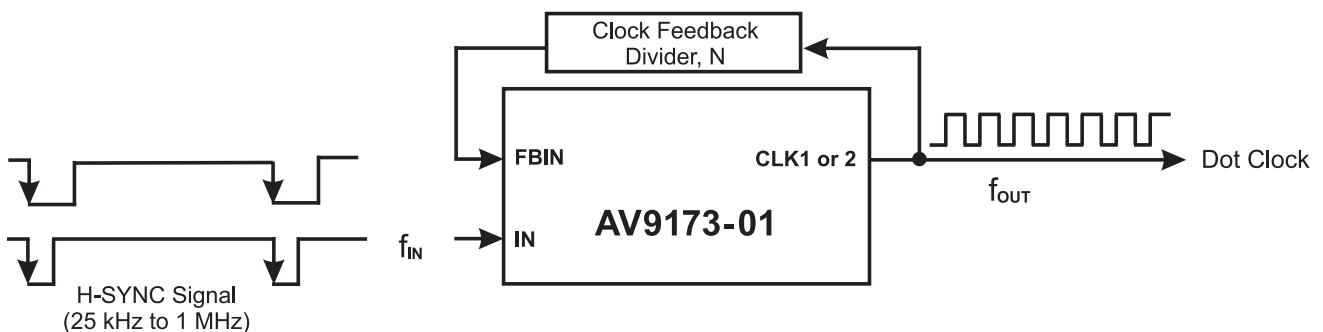 Clock Feedback
Divider, N
FBIN
CLK1 or 2
Dot Clock
fOUT
AV9173-01
fIN
IN
H-SYNC Signal
(25 kHz to 1 MHz)